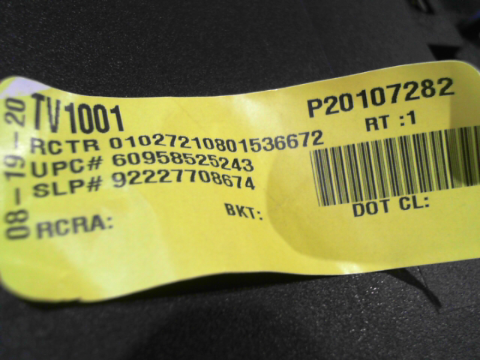 08-19-20
TV1001
P20107282
RCTR 01027210801536672
RT :1
UPC# 60958525243
SLP# 92227708674
BKT:
DOT CL:
RCRA: